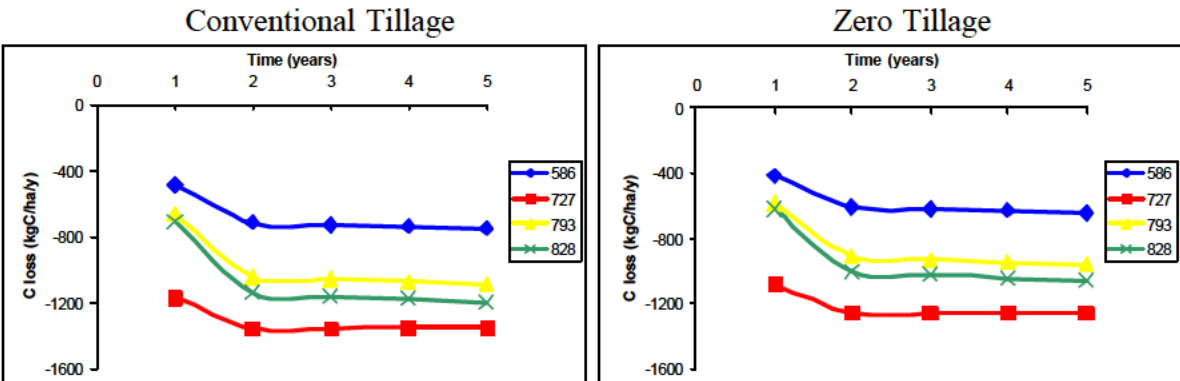 Conventional Tillage
Time (years)
0 1 2 3 4 5
0
-400
-800
-1200
-1600
C loss (kgC/ha/y)
586
727
793
828
Zero Tillage
Time (years)
0 1 2 3 4 5
0
-400
-800
-1200
-1600
C loss (kgC/ha/y)
586
727
793
828